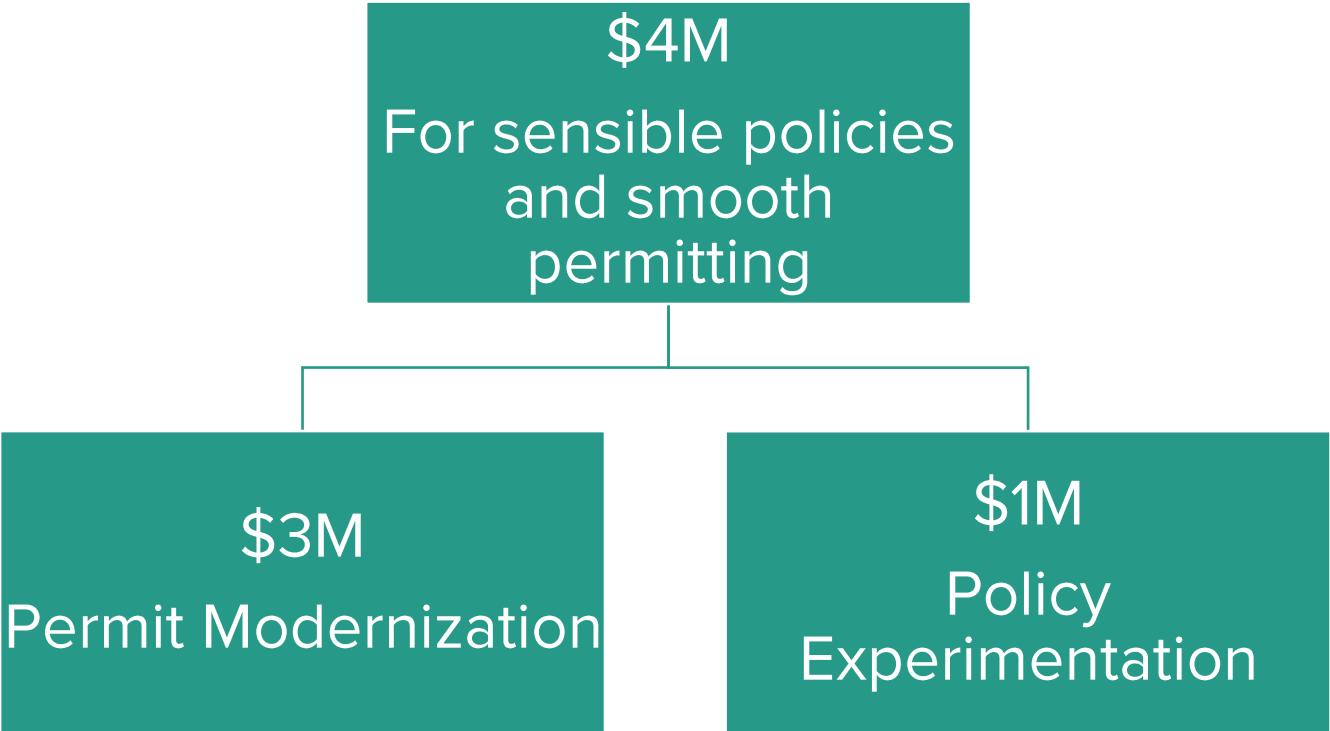 $4M
For sensible policies
and smooth
permitting
$3M
Permit Modernization
$1M
Policy
Experimentation